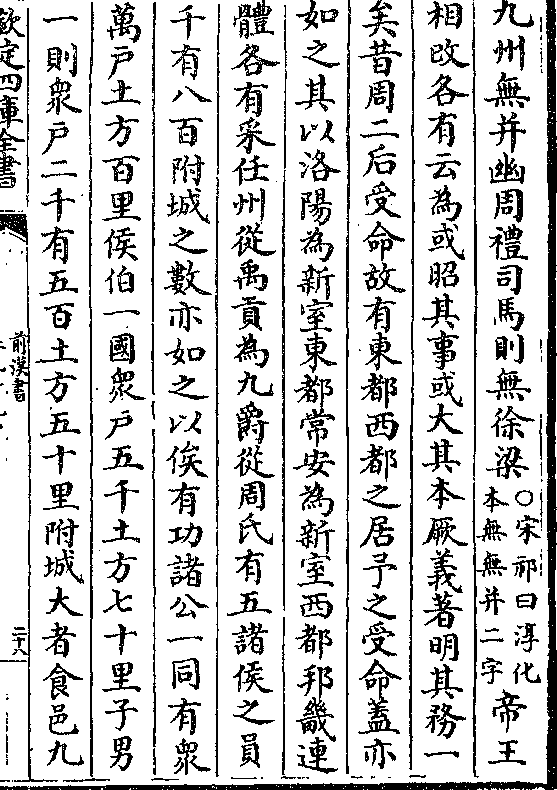 九州無并幽周禮司馬則無徐梁○宋祁曰淳化本無無并二字帝王
相改各有云為或昭其事或大其本厥義著明其務一
矣昔周二后受命故有東都西都之居予之受命蓋亦
如之其以洛陽為新室東都常安為新室西都邦畿連
體各有采任州從禹貢為九爵從周氏有五諸侯之員
千有八百附城之數亦如之以俟有功諸公一同有衆
萬戶土方百里侯伯一國衆戶五千土方七十里子男
一則衆戶二千有五百土方五十里附城大者食邑九
欽定四庫全書
前漢書
二十八